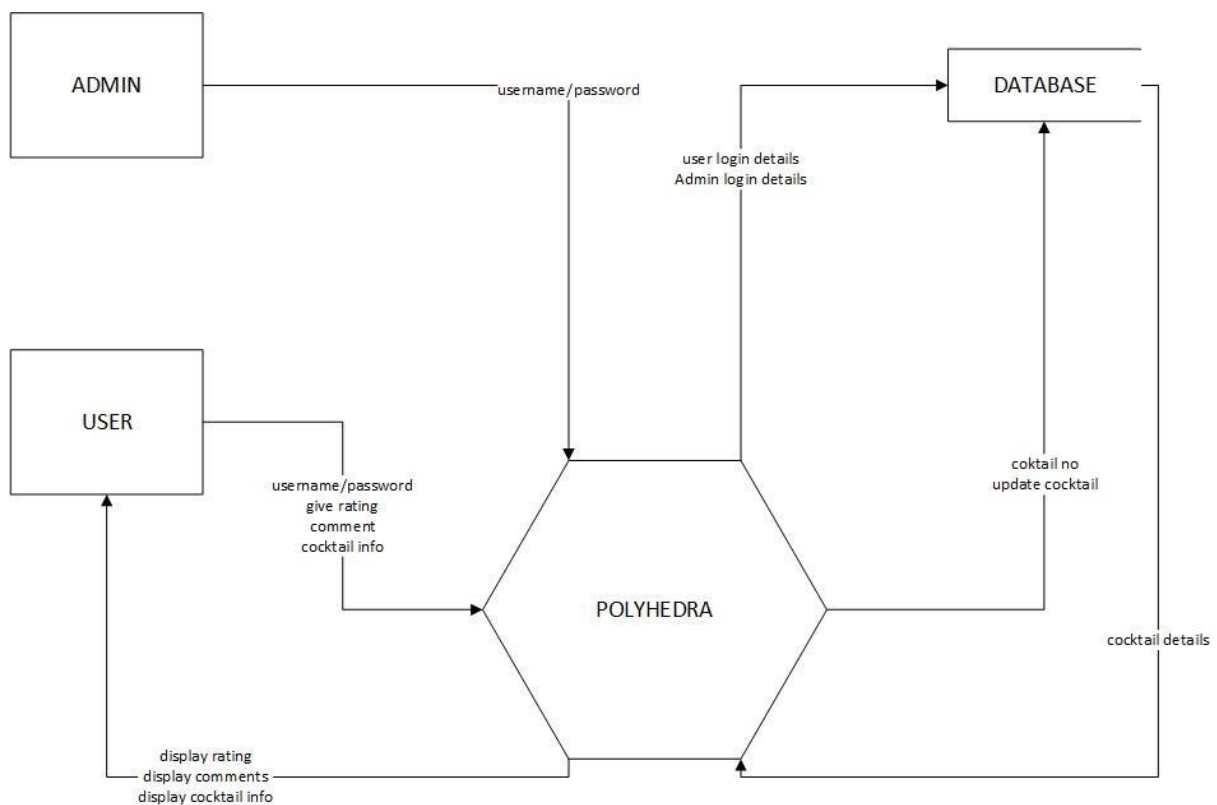 ADMIN
username/password
DATABASE
user login details
Admin login details
USER
username/password
give rating
comment
cocktail info
coktail no
update cocktail
POLYHEDRA
cocktail details
display rating
display comments
display cocktail info